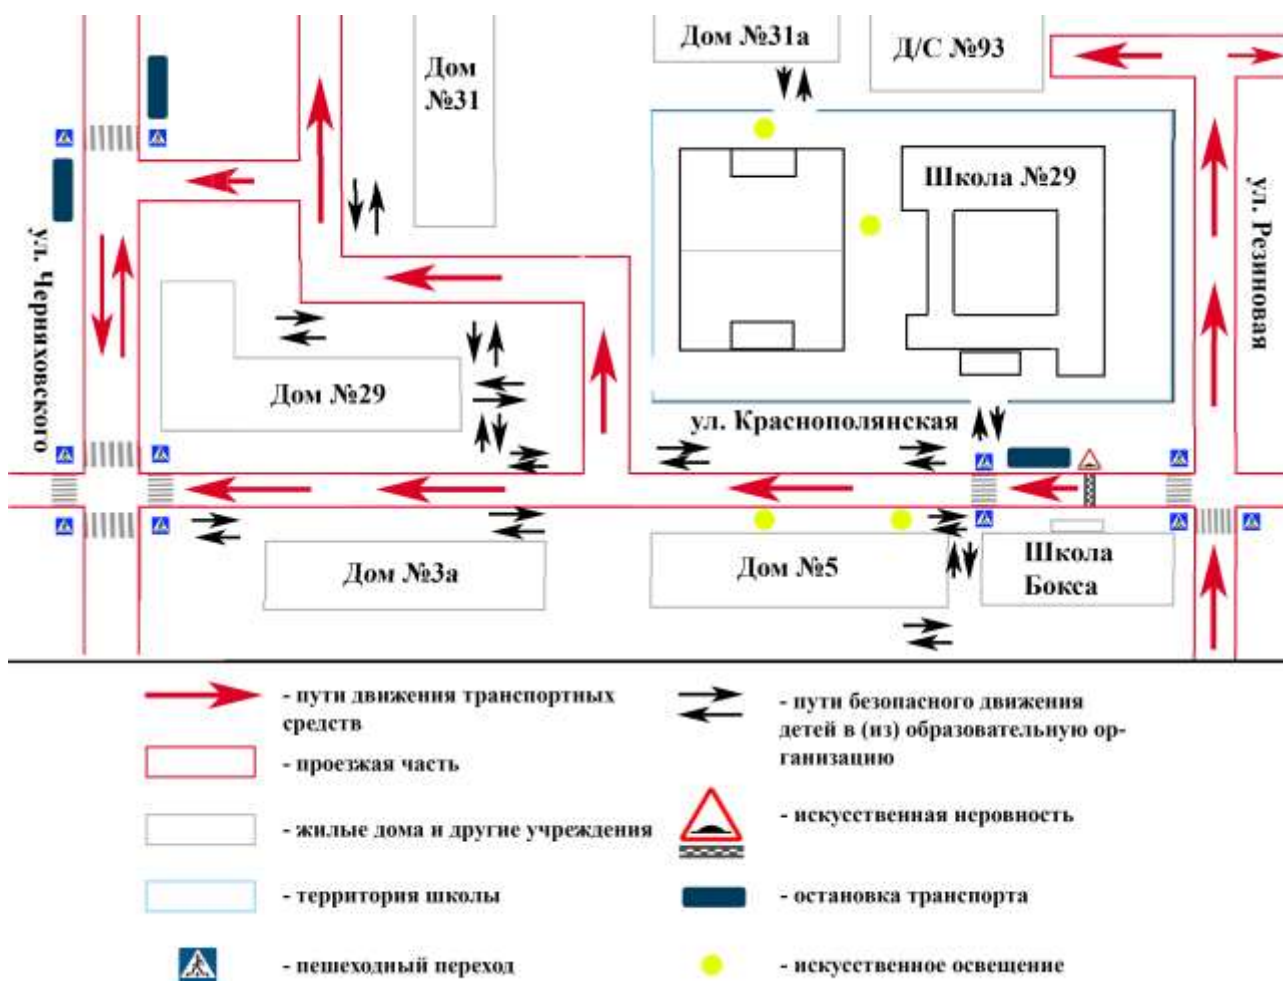 Дом
№31
Дом №31а
Д/С №93
Школа №29
ул. Резиновая
ул. Черняховского
Дом №29
ул. Краснополянская
Дом №3а
Дом №5
Школа
Бокса
- пути движения транспортных
средств
- проезжая часть
- жилые дома и другие учреждения
- территория школы
- пешеходный переход
- пути безопасного движения
детей в (из) образовательную ор-
ганизацию
- искусственная неровность
- остановка транспорта
- искусственное освещение